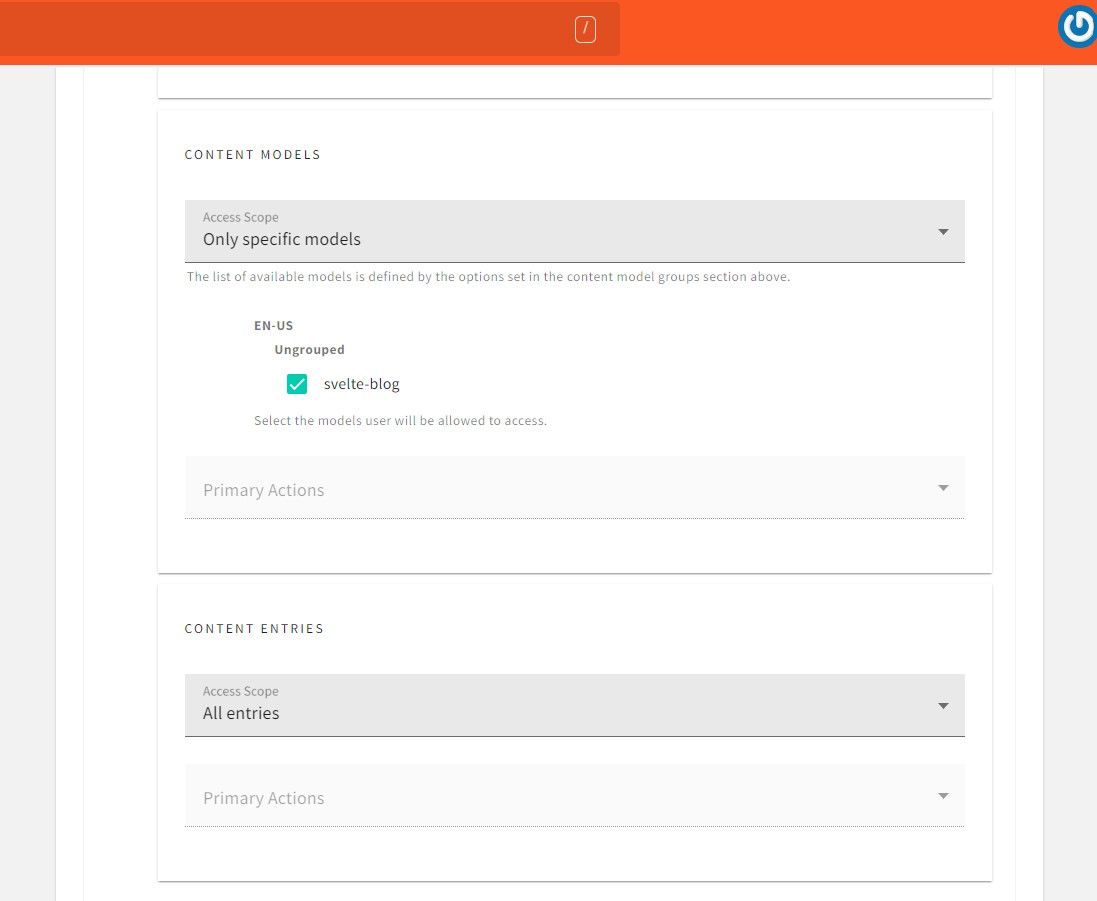 /
CONTENT MODELS
Access Scope
Only specific models
The list of available models is defined by the options set in the content model groups section above.
EN-US
Ungrouped
svelte-blog
Select the models user will be allowed to access.
Primary Actions
CONTENT ENTRIES
Access Scope
All entries
Primary Actions